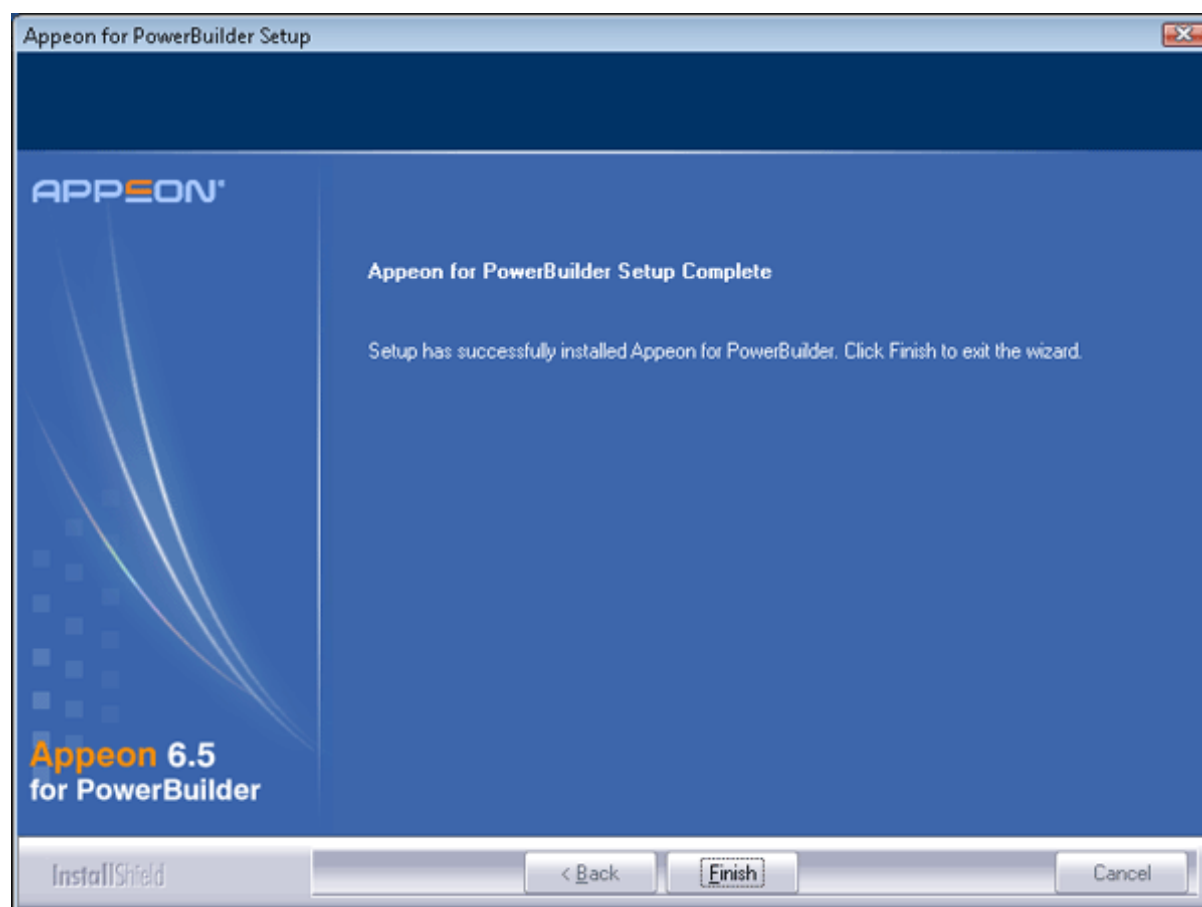 Appeon for PowerBuilder Setup
APPEON®
Appeon for PowerBuilder Setup Complete
Setup has successfully installed Appeon for PowerBuilder. Click Finish to exit the wizard.
Appeon 6.5
for PowerBuilder
InstallShield
< Back
Finish
Cancel